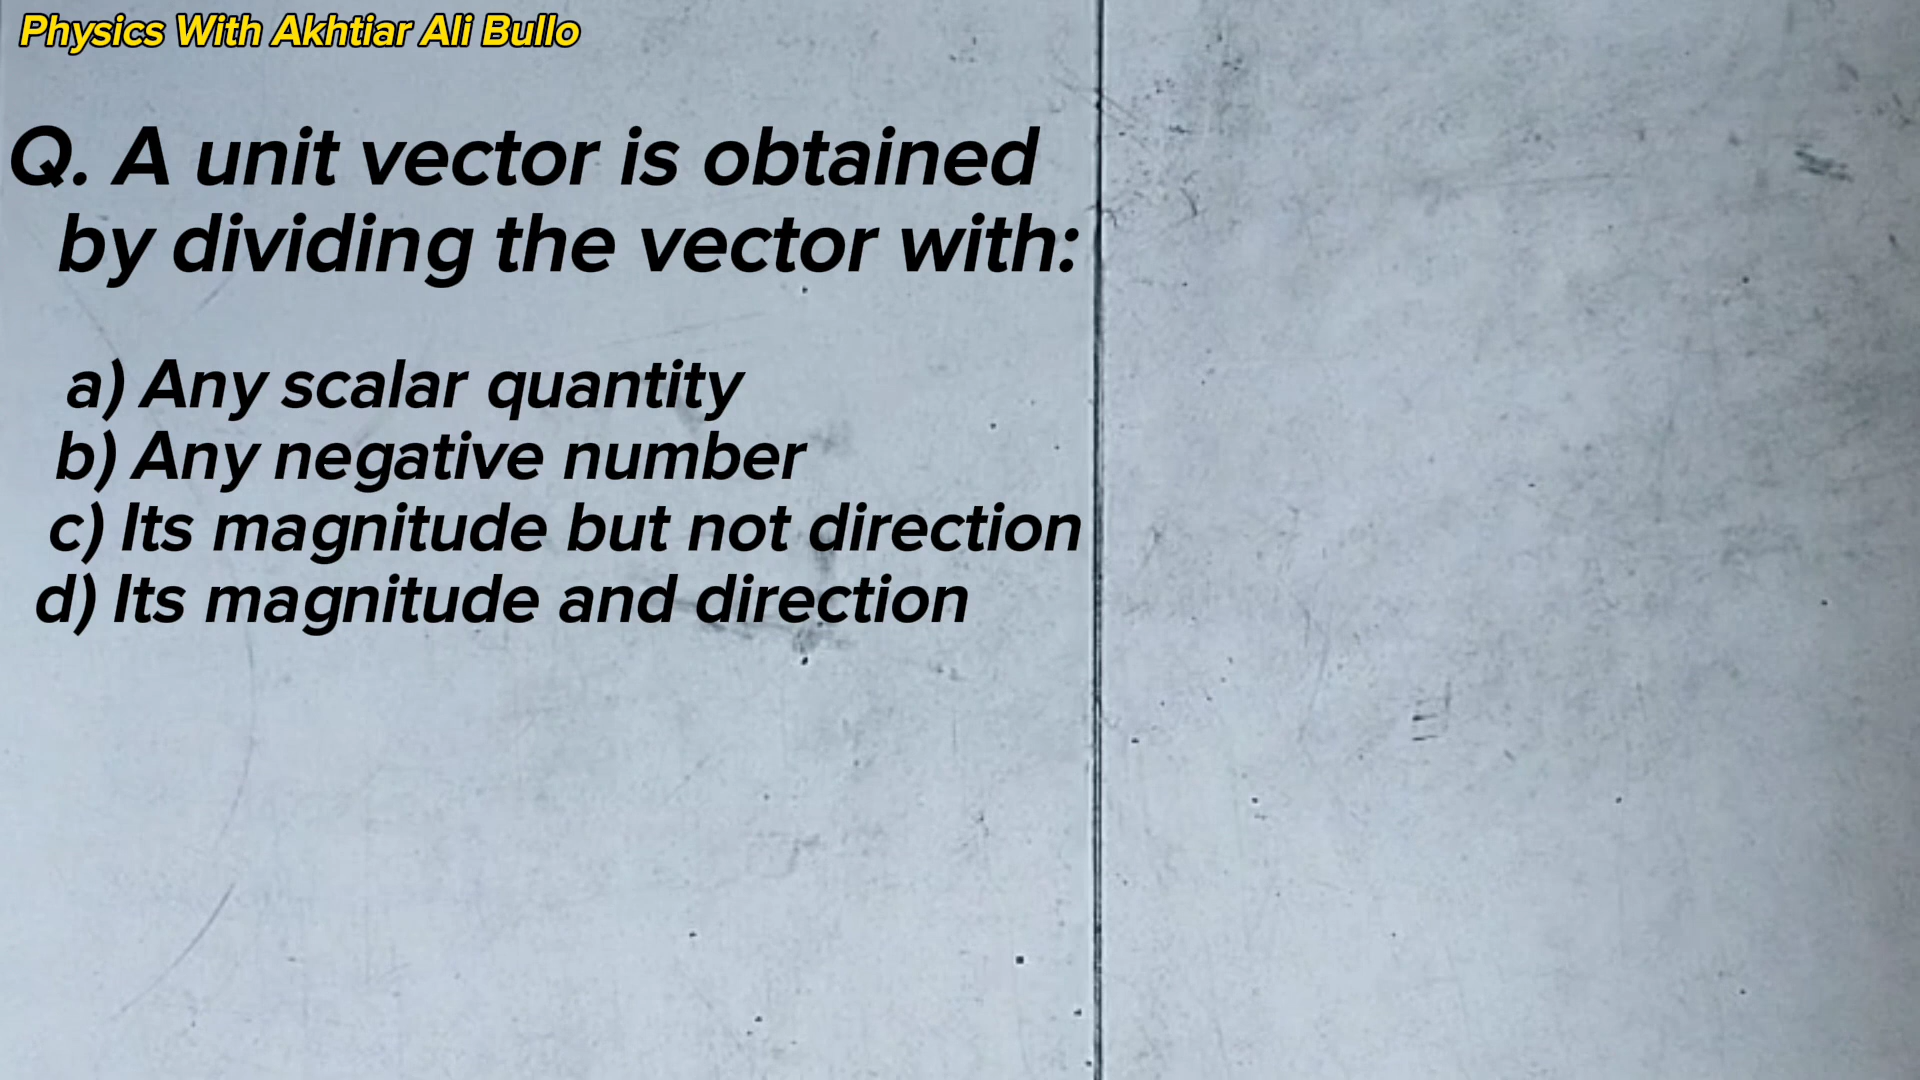 Physics With Akhtiar Ali Bullo
Q. A unit vector is obtained
by dividing the vector with:
a) Any scalar quantity
b) Any negative number
c) Its magnitude but not direction
d) Its magnitude and direction